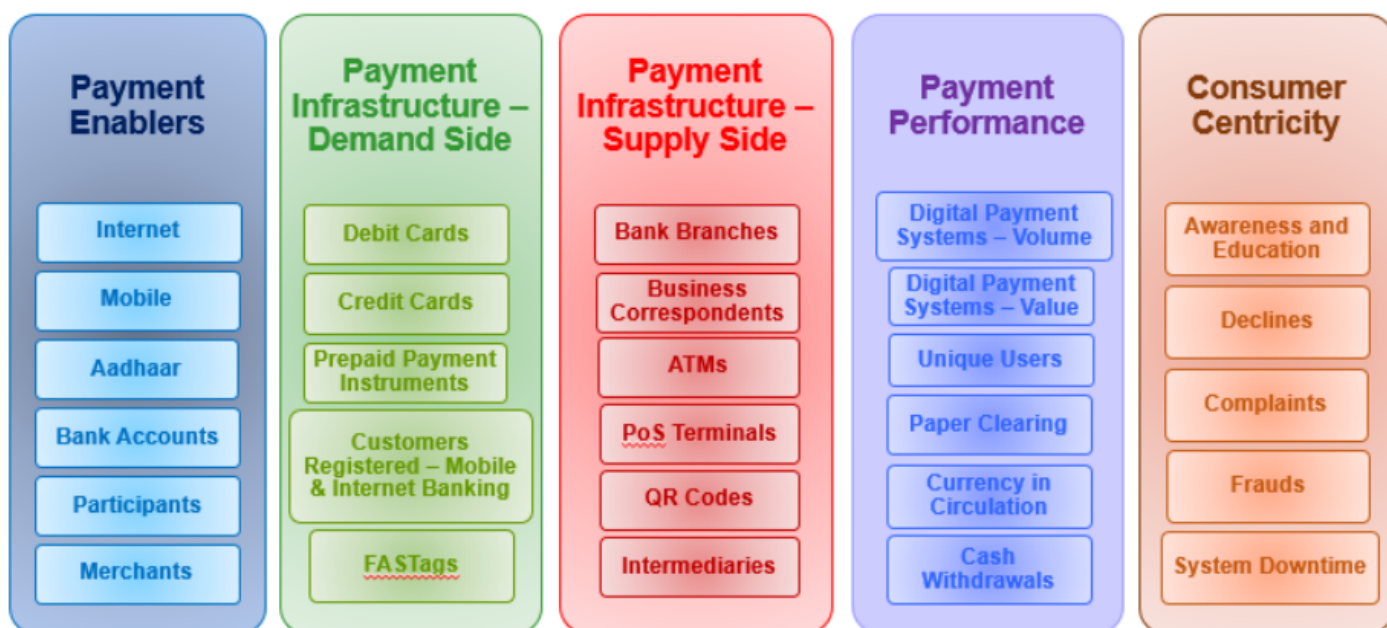 Payment
Enablers
Internet
Mobile
Aadhaar
Bank Accounts
Participants
Merchants
Payment
Infrastructure –
Demand Side
Debit Cards
Credit Cards
Prepaid Payment
Instruments
Customers
Registered – Mobile
& Internet Banking
FASTags
Payment
Infrastructure –
Supply Side
Bank Branches
Business
Correspondents
ATMs
PoS Terminals
QR Codes
Intermediaries
Payment
Performance
Digital Payment
Systems – Volume
Digital Payment
Systems – Value
Unique Users
Paper Clearing
Currency in
Circulation
Cash
Withdrawals
Consumer
Centricity
Awareness and
Education
Declines
Complaints
Frauds
System Downtime